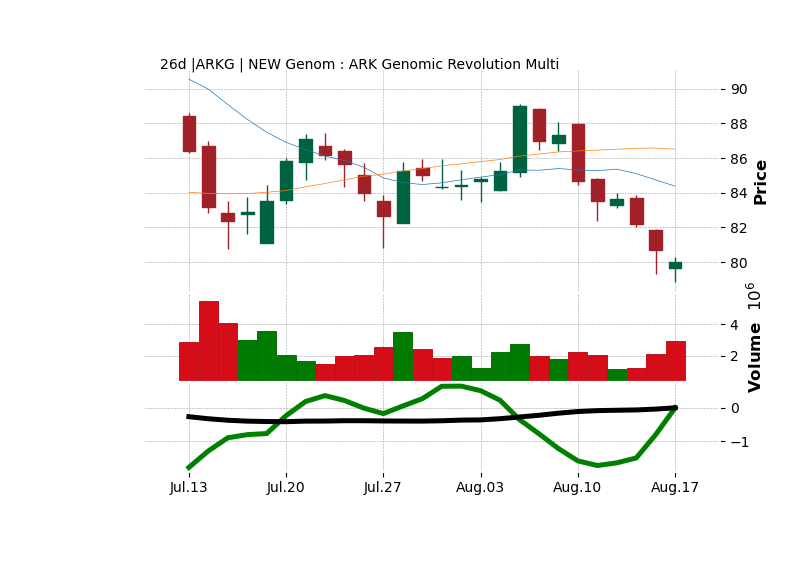 26d |ARKG | NEW Genom : ARK Genomic Revolution Multi
90
88
86
84
82
80
Price
10^6
4
2
Volume
0
−1
Jul.13 Jul.20 Jul.27 Aug.03 Aug.10 Aug.17